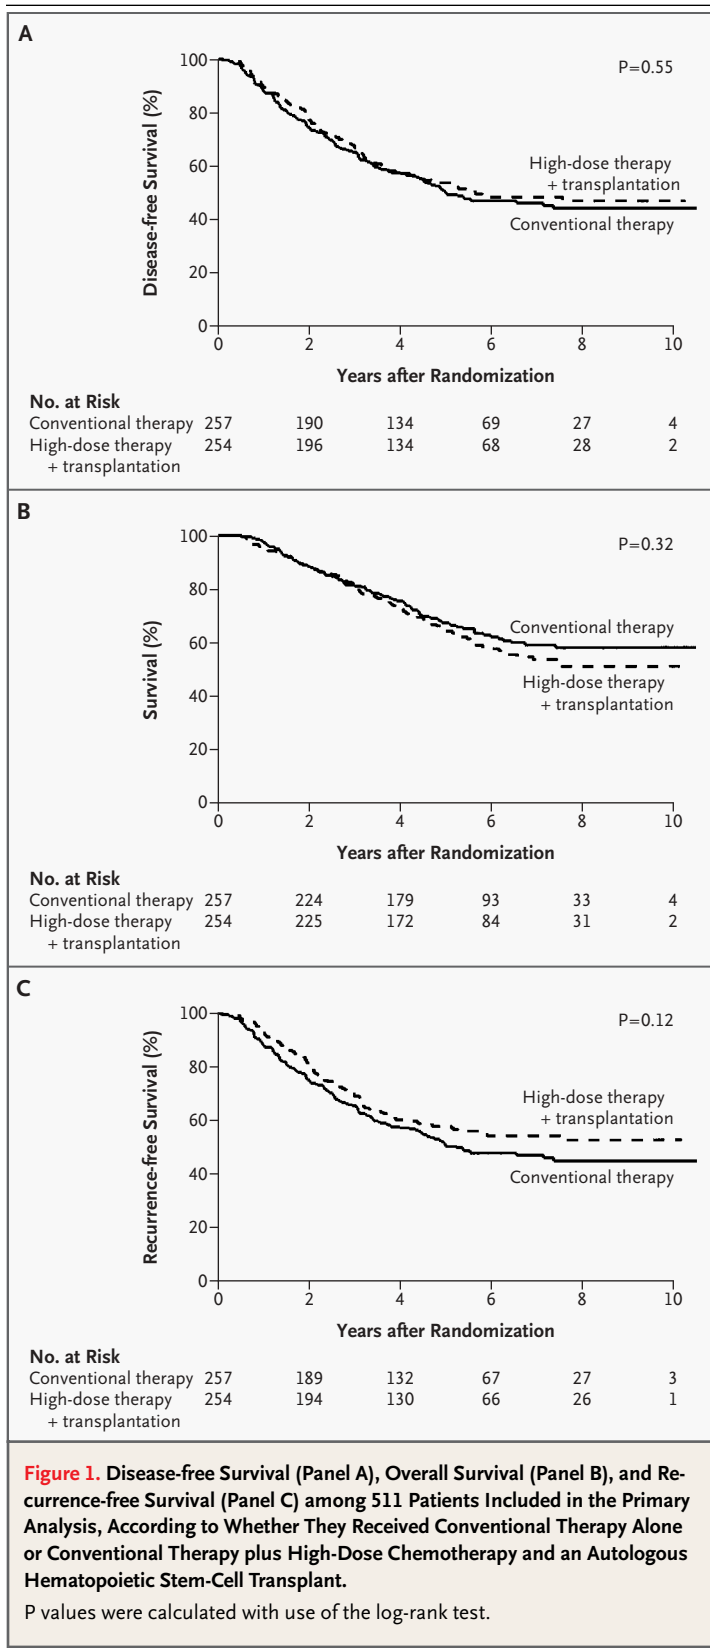 A
100
80
60
40
20
0
Disease-free Survival (%)
P=0.55
High-dose therapy
+ transplantation
Conventional therapy
0 2 4 6 8 10
Years after Randomization
No. at Risk
Conventional therapy 257 190 134 69 27 4
High-dose therapy 254 196 134 68 28 2
+ transplantation
B
100
80
60
40
20
0
Survival (%)
P=0.32
Conventional therapy
High-dose therapy
+ transplantation
0 2 4 6 8 10
Years after Randomization
No. at Risk
Conventional therapy 257 224 179 93 33 4
High-dose therapy 254 225 172 84 31 2
+ transplantation
C
100
80
60
40
20
0
Recurrence-free Survival (%)
P=0.12
High-dose therapy
+ transplantation
Conventional therapy
0 2 4 6 8 10
Years after Randomization
No. at Risk
Conventional therapy 257 189 132 67 27 3
High-dose therapy 254 194 130 66 26 1
+ transplantation
Figure 1. Disease-free Survival (Panel A), Overall Survival (Panel B), and Re-
currence-free Survival (Panel C) among 511 Patients Included in the Primary
Analysis, According to Whether They Received Conventional Therapy Alone
or Conventional Therapy plus High-Dose Chemotherapy and an Autologous
Hematopoietic Stem-Cell Transplant.
P values were calculated with use of the log-rank test.